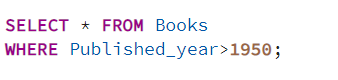 SELECT * FROM Books
WHERE Published_year>1950;